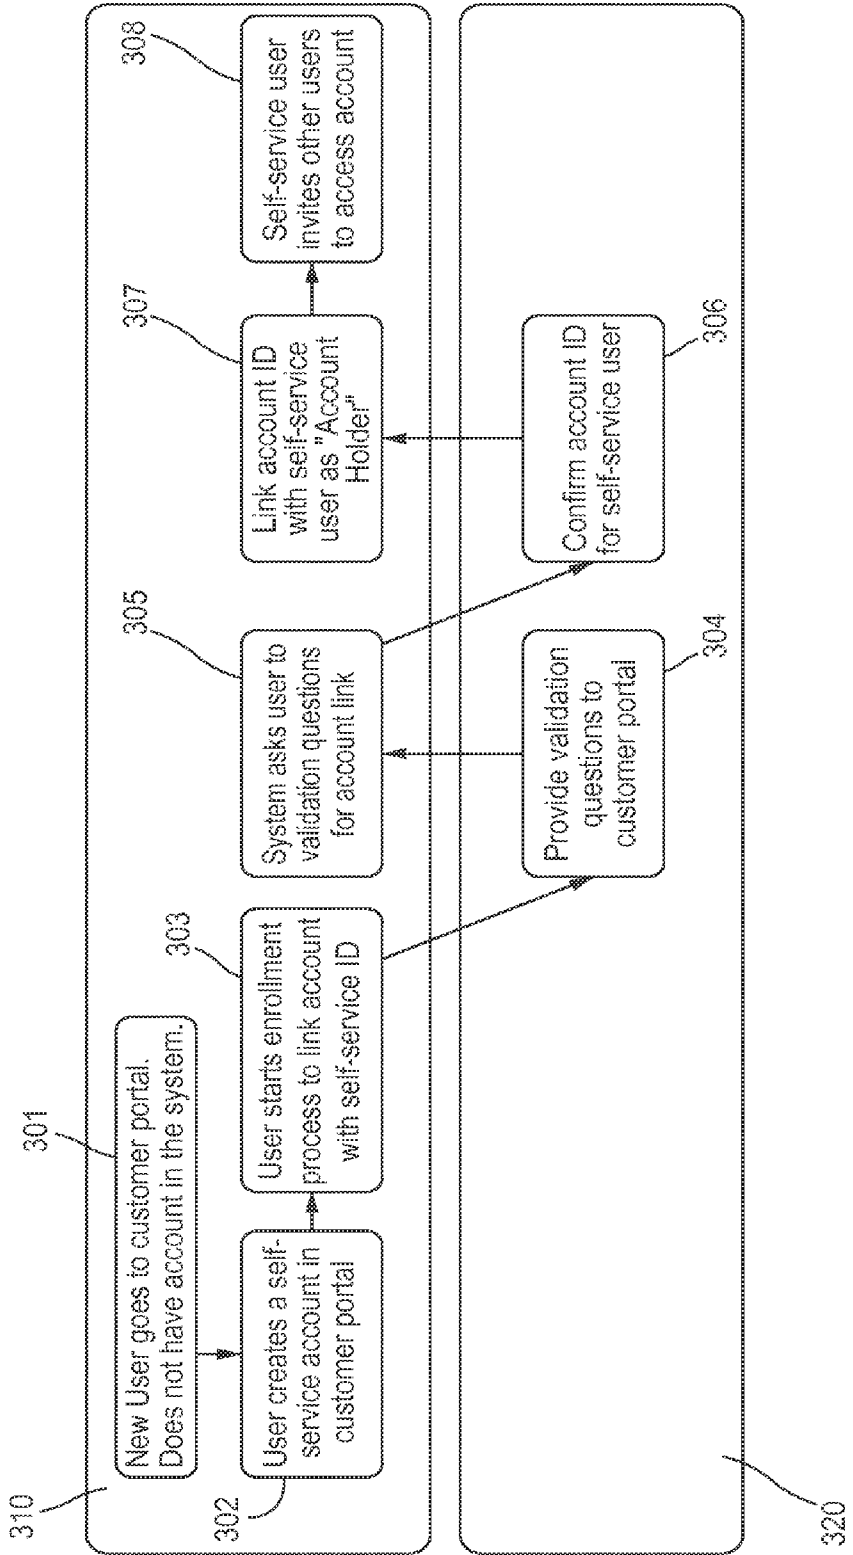 310
301
New User goes to customer portal.
Does not have account in the system.
302
User creates a self-
service account in
customer portal
303
User starts enrollment
process to link account
with self-service ID
305
System asks user to
validation questions
for account link
307
Link account ID
with self-service
user as "Account
Holder"
308
Self-service user
invites other users
to access account
304
Provide validation
questions to
customer portal
306
Confirm account ID
for self-service user
320